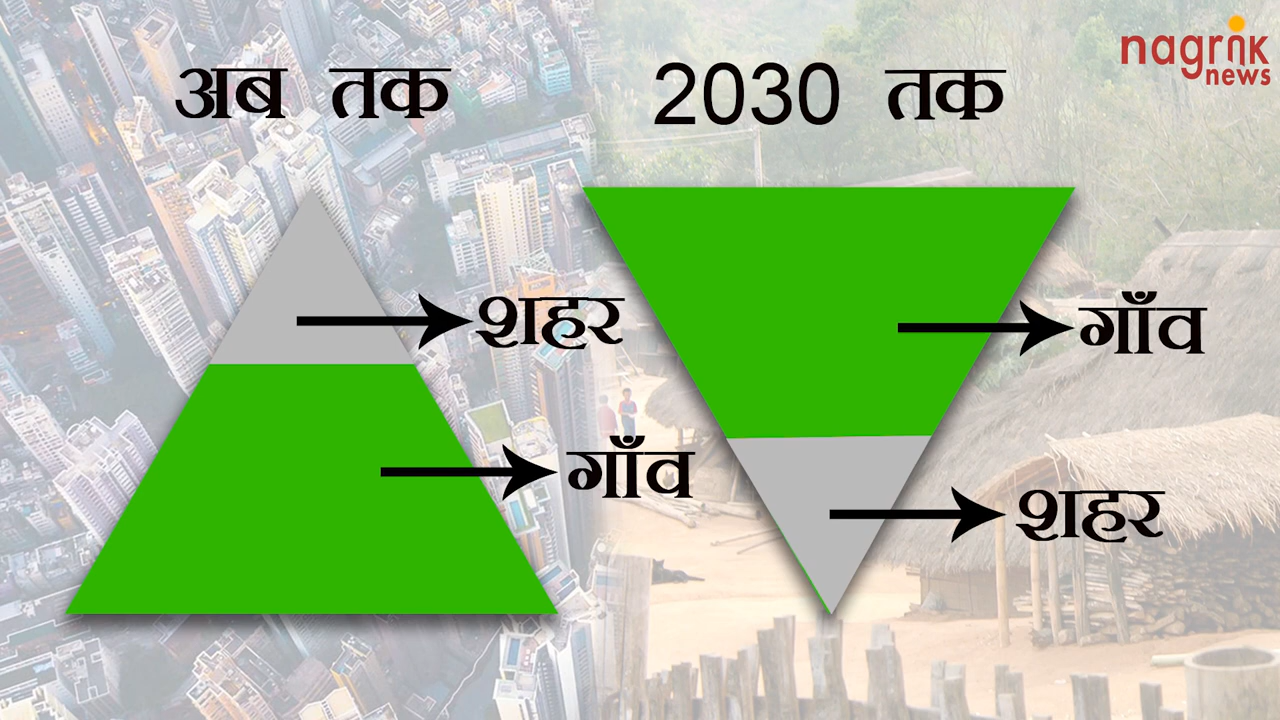 अब तक
2030 तक
nagrik
news
शहर
गाँव
गाँव
शहर